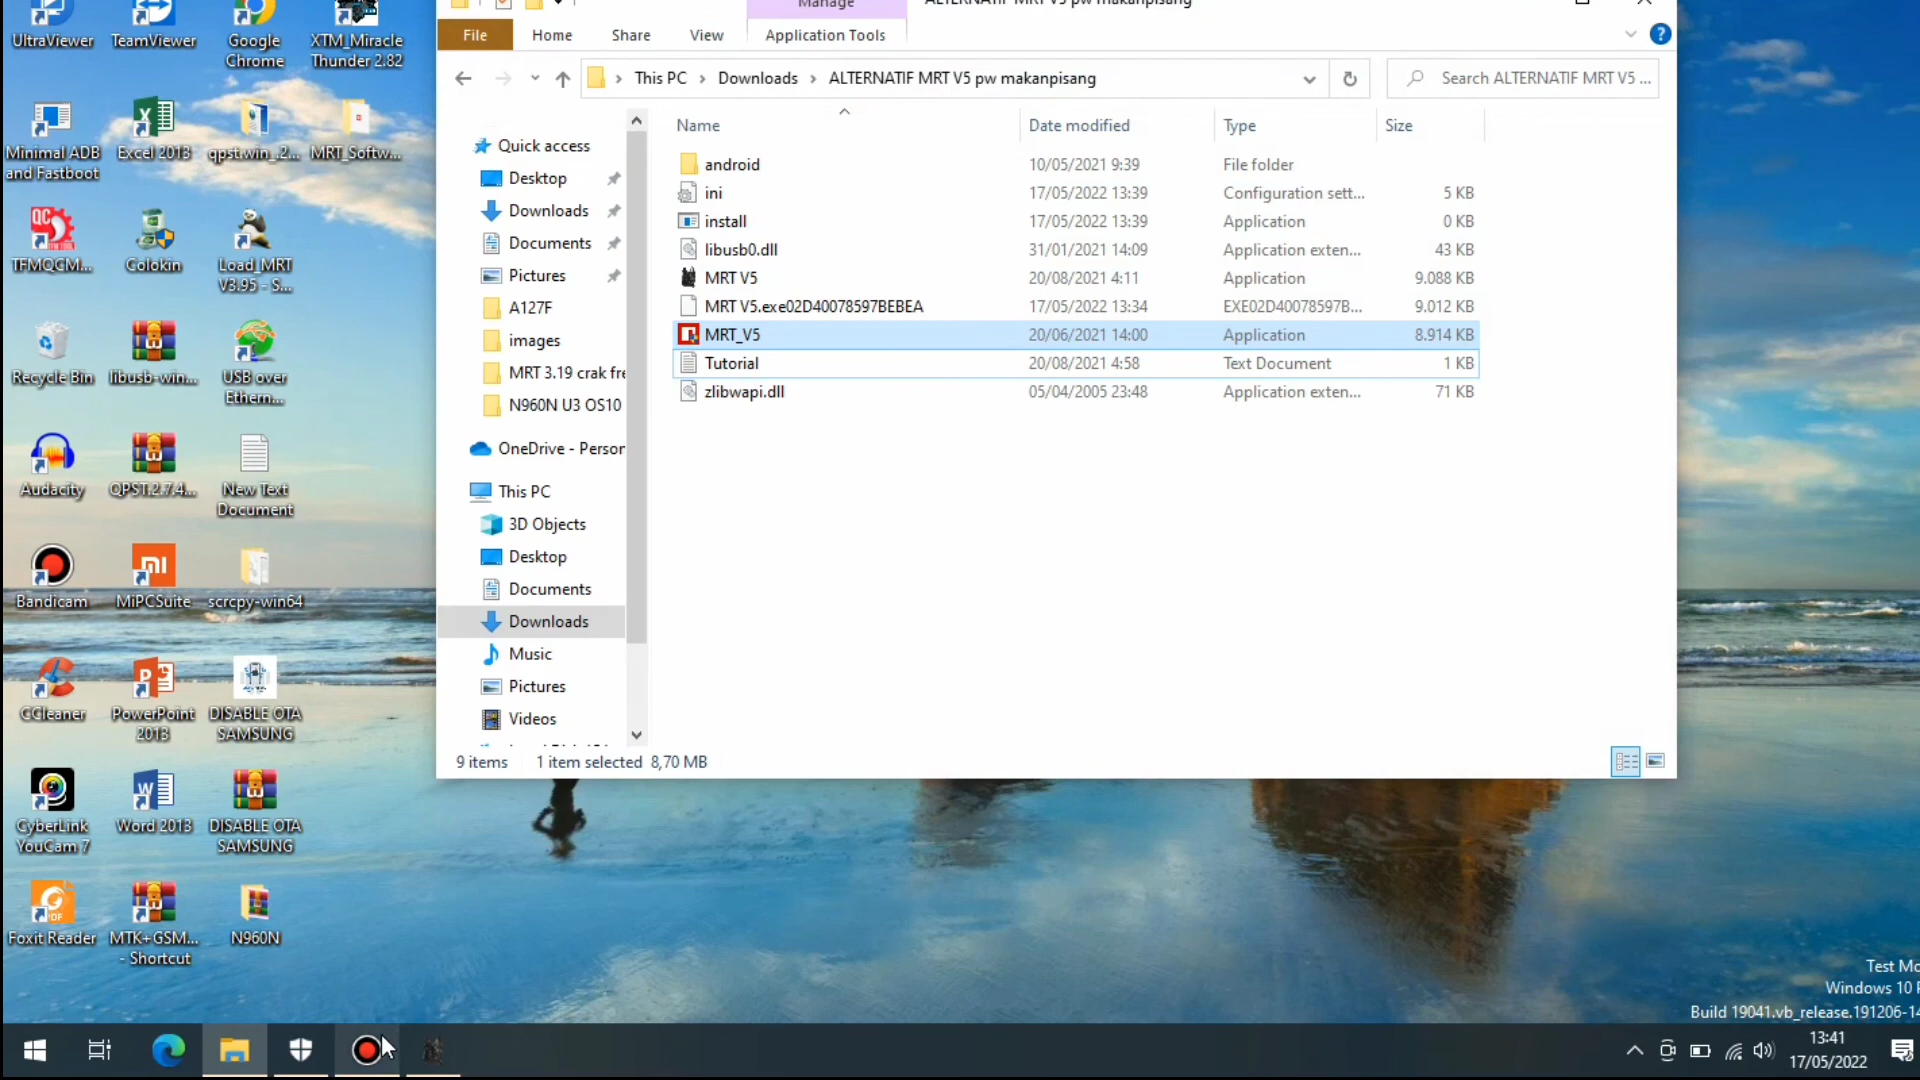 UltraViewer
TeamViewer
Google
Chrome
XTM_Miracle
Thunder 2.82
Minimal ADB
and Fastboot
Excel 2013
qpst.win_.2...
MRT_Softw...
TFMQCM...
Colokin
Load_MRT
V3.95 - S...
Recycle Bin
libusb-win...
USB over
Ethern...
Audacity
QPST.2.7.4...
New Text
Document
Bandicam
MiPCSuite
scrcpy-win64
CCleaner
PowerPoint
2013
DISABLE OTA
SAMSUNG
CyberLink
YouCam 7
Word 2013
DISABLE OTA
SAMSUNG
Foxit Reader
MTK+GSM...
- Shortcut
N960N
Manage
ALTERNATIF MRT V5 pw makanpisang
File
Home
Share
View
Application Tools
This PC
Downloads
ALTERNATIF MRT V5 pw makanpisang
Search ALTERNATIF MRT V5 ...
Name
Date modified
Type
Size
android 10/05/2021 9:39 File folder
ini 17/05/2022 13:39 Configuration sett... 5 KB
install 17/05/2022 13:39 Application 0 KB
libusb0.dll 31/01/2021 14:09 Application exten... 43 KB
MRT V5 20/08/2021 4:11 Application 9.088 KB
MRT V5.exe02D40078597BEBEA 17/05/2022 13:34 EXE02D40078597B... 9.012 KB
MRT_V5 20/06/2021 14:00 Application 8.914 KB
Tutorial 20/08/2021 4:58 Text Document 1 KB
zlibwapi.dll 05/04/2005 23:48 Application exten... 71 KB
Quick access
Desktop
Downloads
Documents
Pictures
A127F
images
MRT 3.19 crak fre
N960N U3 OS10
OneDrive - Person
This PC
3D Objects
Desktop
Documents
Downloads
Music
Pictures
Videos
9 items 1 item selected 8,70 MB
Test Mo
Windows 10 P
Build 19041.vb_release.191206-14
13:41
17/05/2022